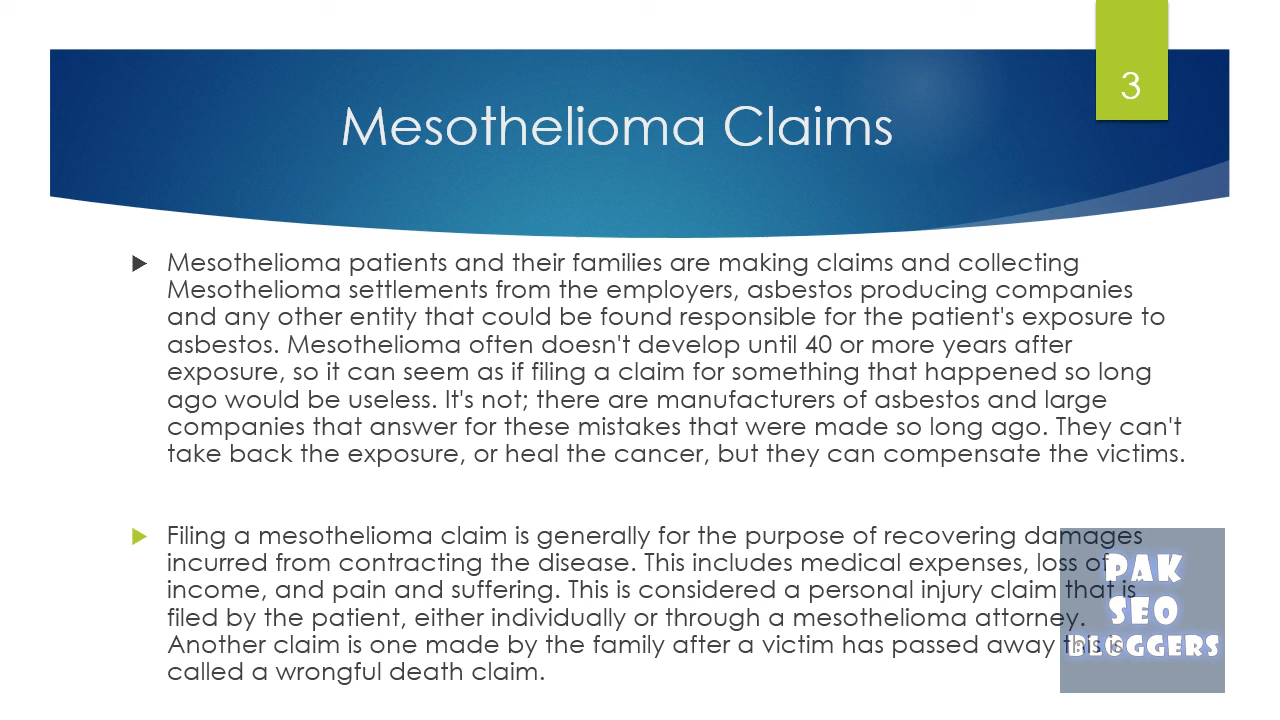 3
Mesothelioma Claims
Mesothelioma patients and their families are making claims and collecting
Mesothelioma settlements from the employers, asbestos producing companies
and any other entity that could be found responsible for the patient's exposure to
asbestos. Mesothelioma often doesn't develop until 40 or more years after
exposure, so it can seem as if filing a claim for something that happened so long
ago would be useless. It's not; there are manufacturers of asbestos and large
companies that answer for these mistakes that were made so long ago. They can't
take back the exposure, or heal the cancer, but they can compensate the victims.
Filing a mesothelioma claim is generally for the purpose of recovering damages
incurred from contracting the disease. This includes medical expenses, loss of
income, and pain and suffering. This is considered a personal injury claim that is
filed by the patient, either individually or through a mesothelioma attorney.
Another claim is one made by the family after a victim has passed away this is
called a wrongful death claim.
PAK
SEO
BLOGGERS